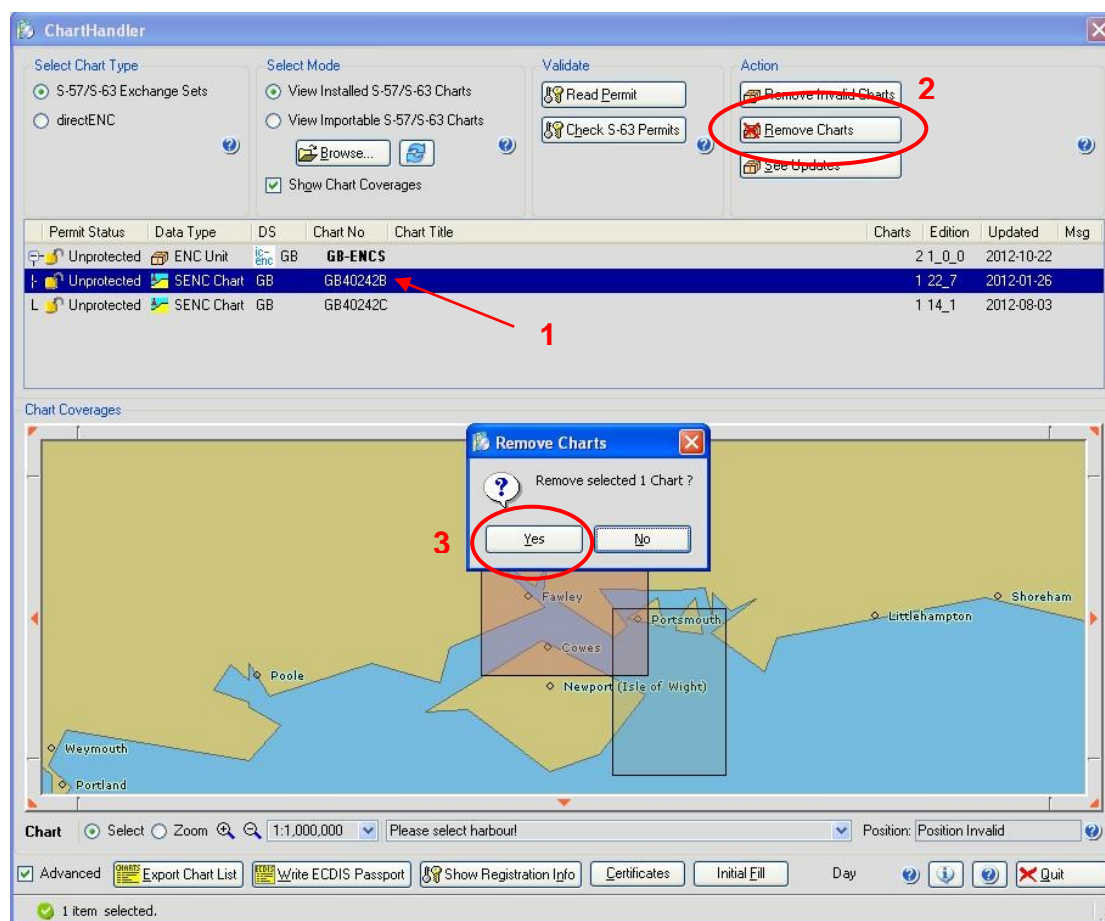 ChartHandler
Select Chart Type
S-57/S-63 Exchange Sets
directENC
Select Mode
View Installed S-57/S-63 Charts
View Importable S-57/S-63 Charts
Browse...
Show Chart Coverages
Validate
Read Permit
Check S-63 Permits
Action
Remove Invalid Charts
Remove Charts
See Updates
2
Permit Status Data Type DS Chart No Chart Title Charts Edition Updated Msg
Unprotected ENC Unit ic-enc GB GB-ENCS 2 1_0_0 2012-10-22
Unprotected SENC Chart GB GB40242B 1 22_7 2012-01-26
Unprotected SENC Chart GB GB40242C 1 14_1 2012-08-03
1
Chart Coverages
Remove Charts
Remove selected 1 Chart ?
3
Yes No
Fawley
Portsmouth
Shoreham
Littlehampton
Cowes
Poole
Newport (Isle of Wight)
Weymouth
Portland
Chart Select Zoom 1:1,000,000 Please select harbour! Position: Position Invalid
Advanced Export Chart List Write ECDIS Passport Show Registration Info Certificates Initial Fill Day Quit
1 item selected.